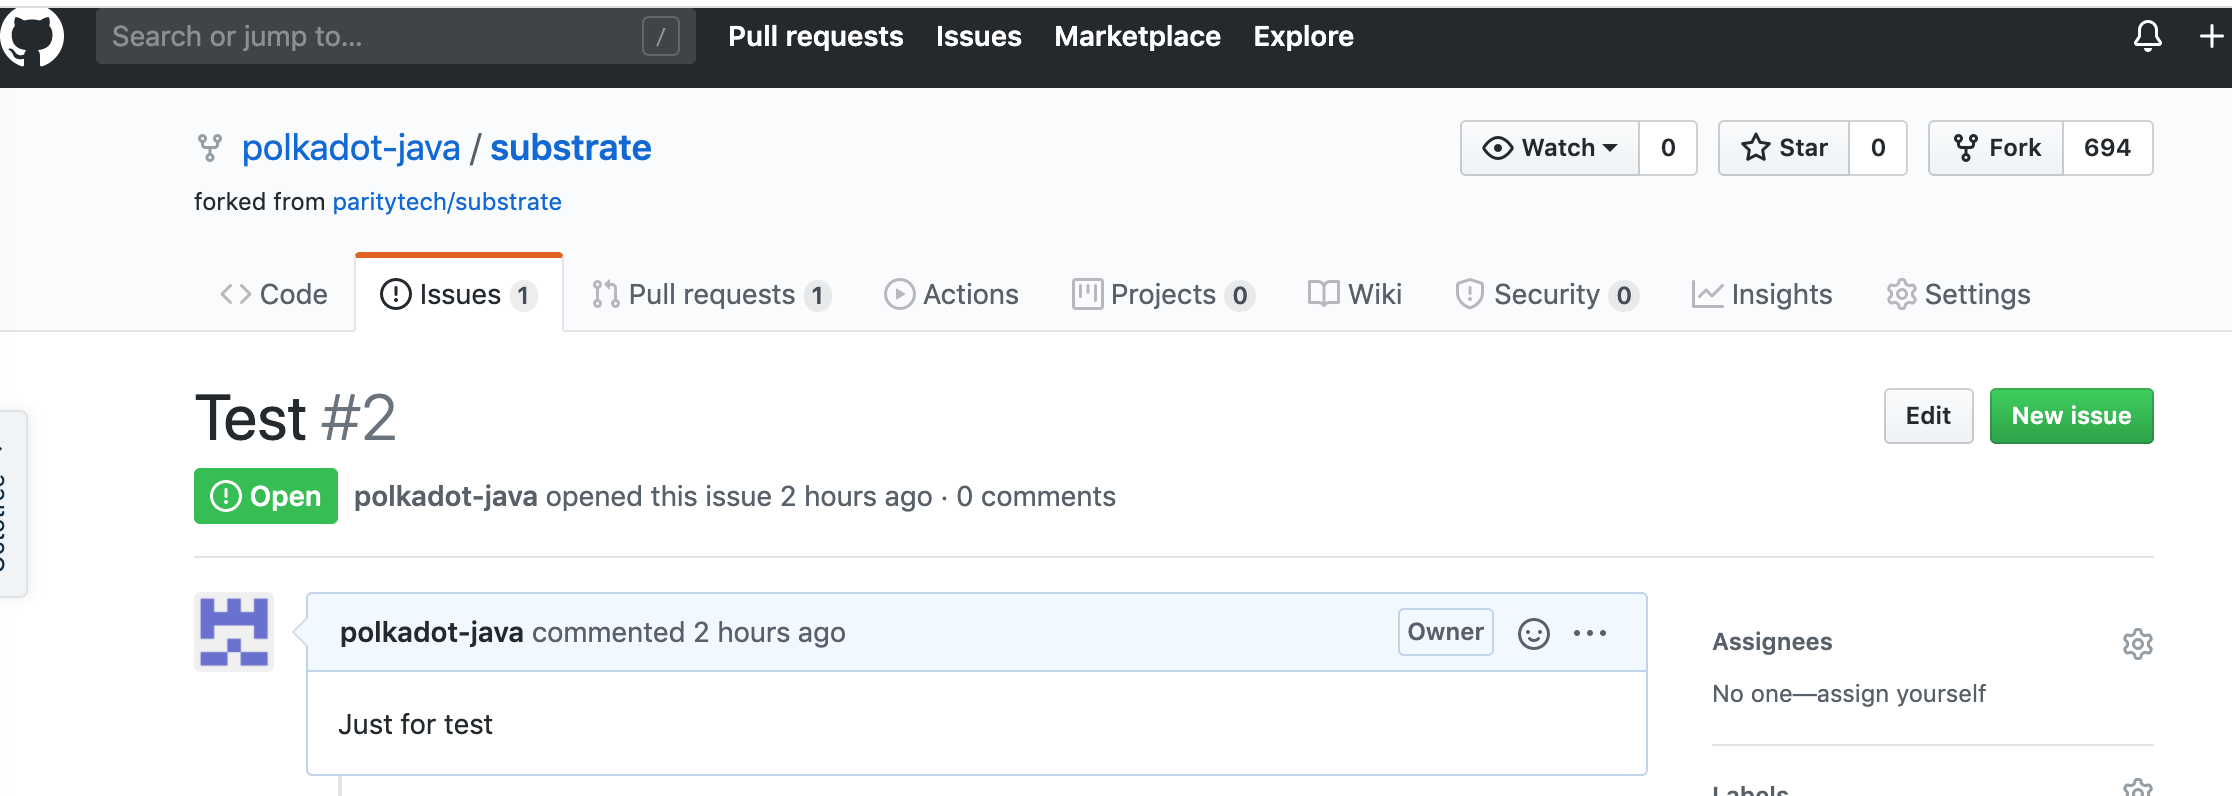 Search or jump to... /
Pull requests Issues Marketplace Explore
polkadot-java / substrate
Watch 0 Star 0 Fork 694
forked from paritytech/substrate
Code Issues 1 Pull requests 1 Actions Projects 0 Wiki Security 0 Insights Settings
Test #2
Edit New issue
Open polkadot-java opened this issue 2 hours ago · 0 comments
polkadot-java commented 2 hours ago Owner
Just for test
Assignees
No one—assign yourself
Labels